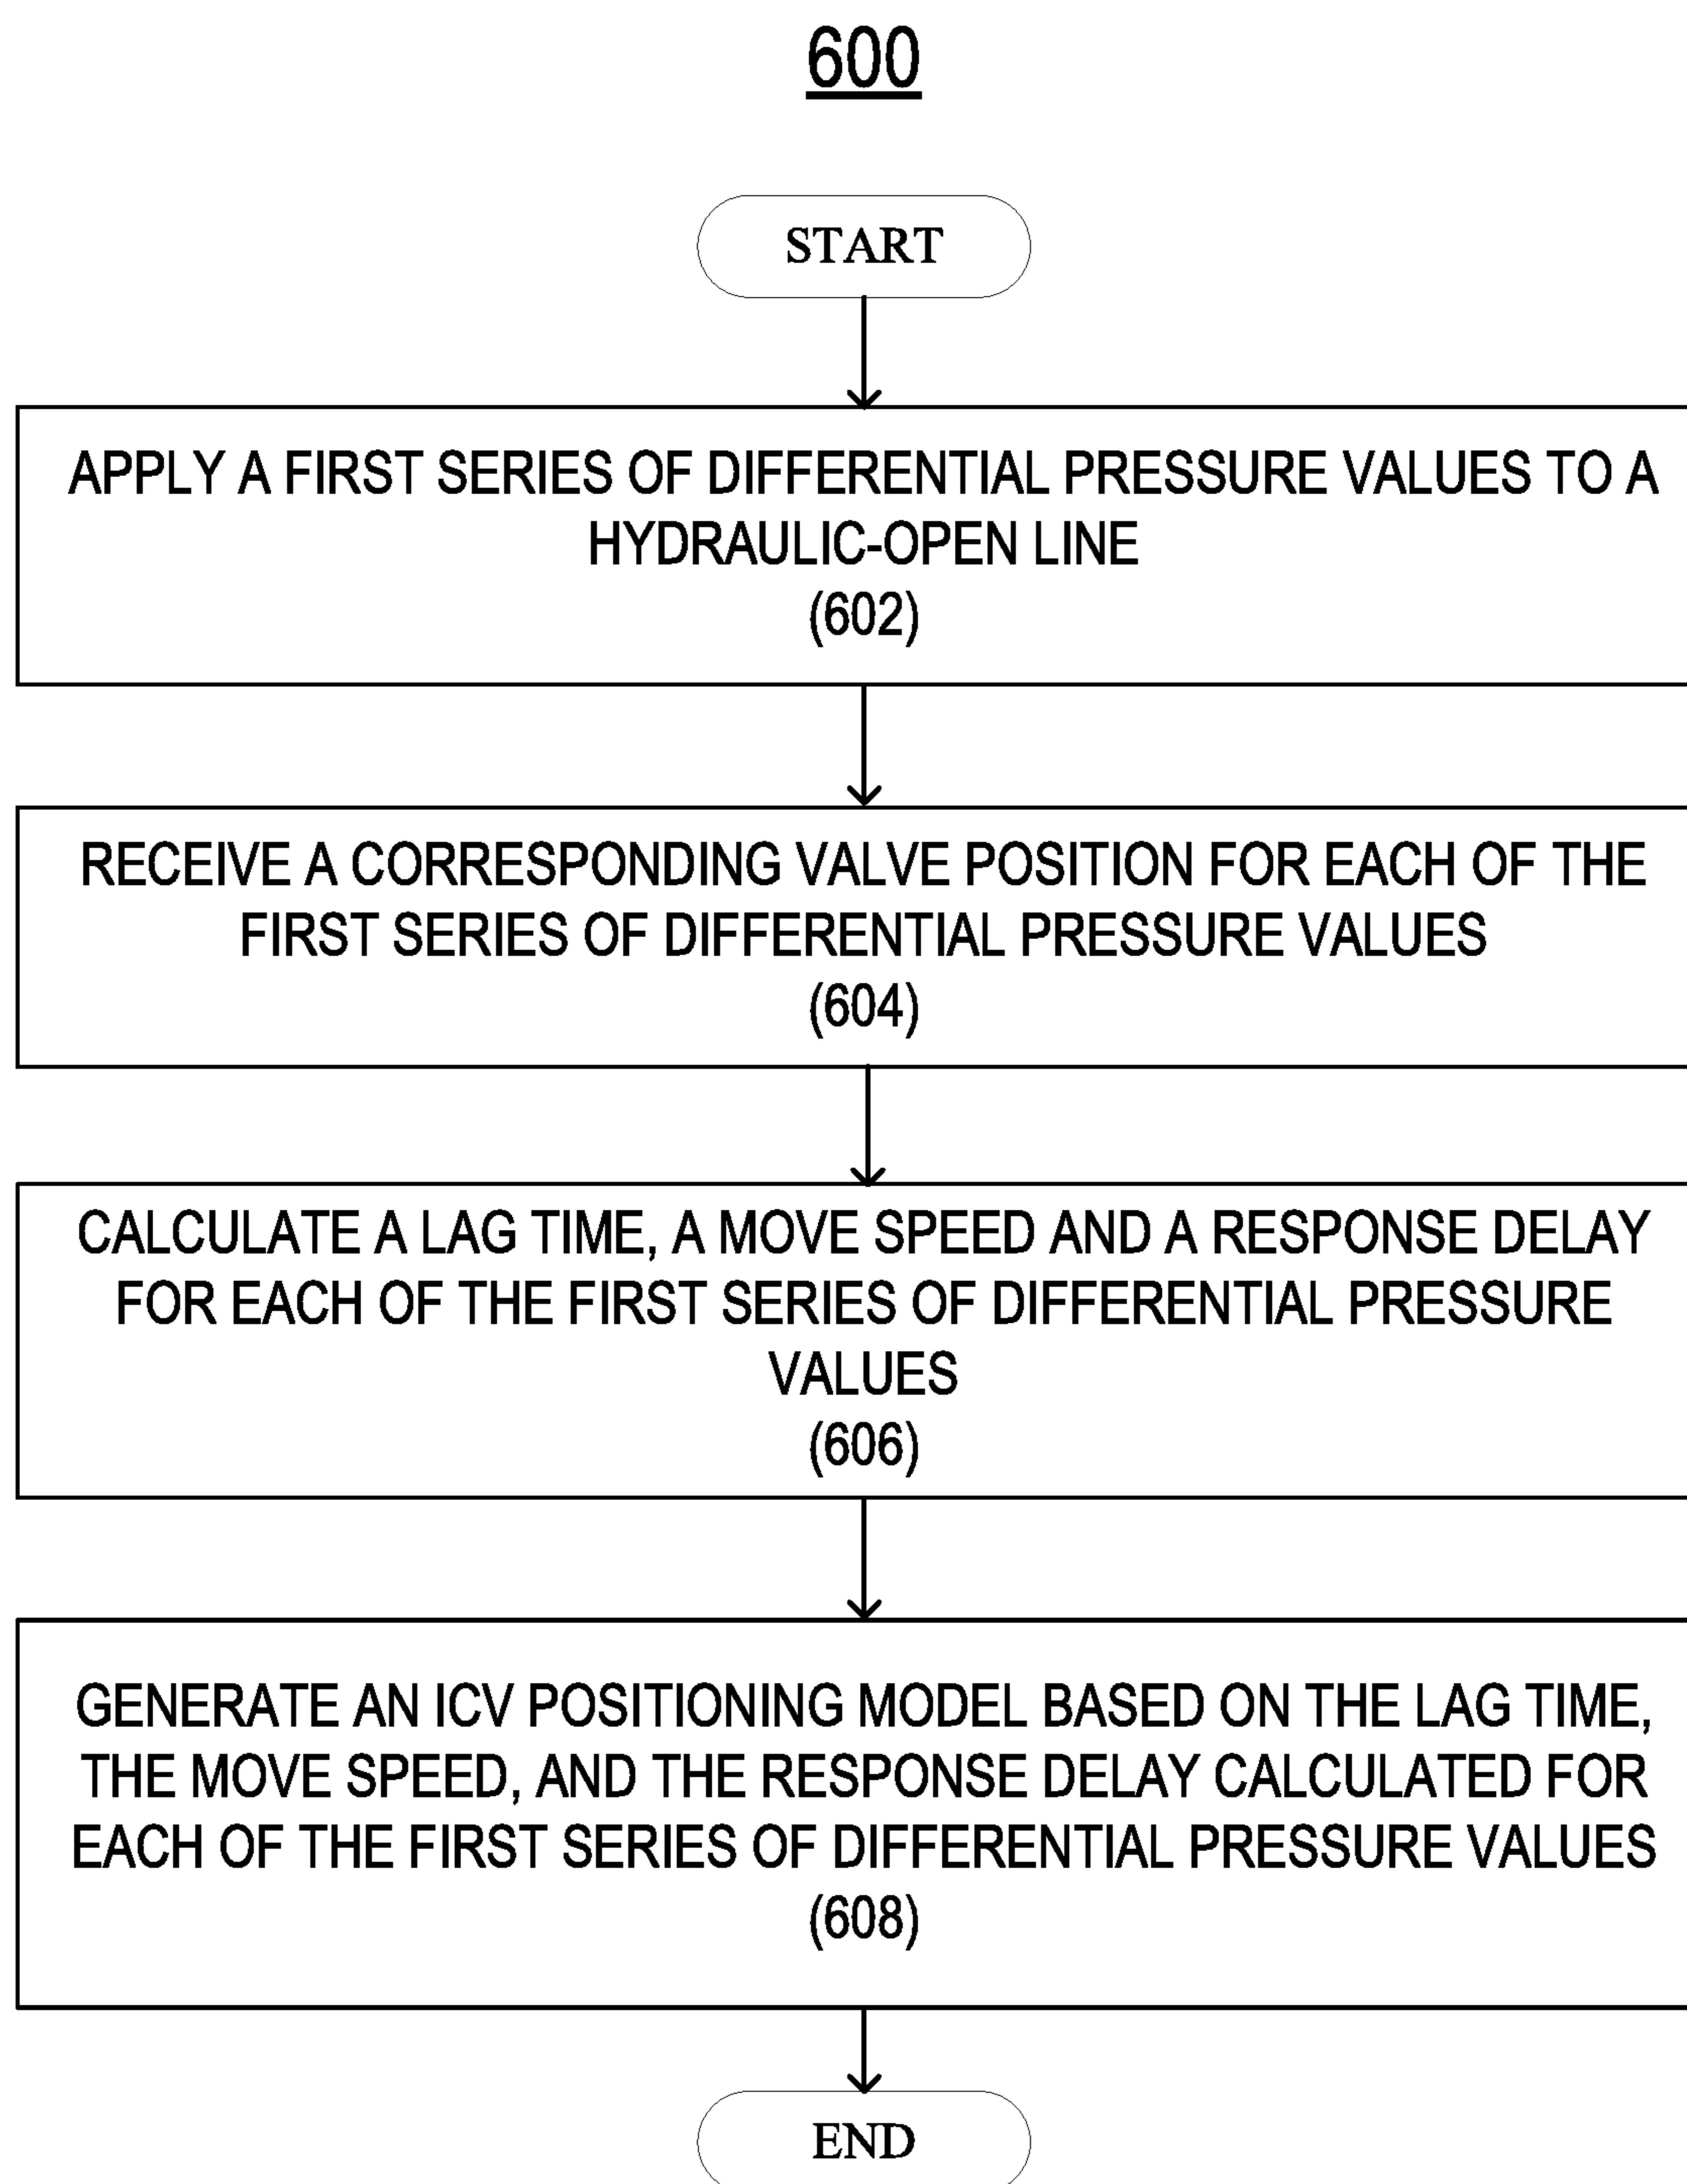 600
START
APPLY A FIRST SERIES OF DIFFERENTIAL PRESSURE VALUES TO A
HYDRAULIC-OPEN LINE
(602)
RECEIVE A CORRESPONDING VALVE POSITION FOR EACH OF THE
FIRST SERIES OF DIFFERENTIAL PRESSURE VALUES
(604)
CALCULATE A LAG TIME, A MOVE SPEED AND A RESPONSE DELAY
FOR EACH OF THE FIRST SERIES OF DIFFERENTIAL PRESSURE
VALUES
(606)
GENERATE AN ICV POSITIONING MODEL BASED ON THE LAG TIME,
THE MOVE SPEED, AND THE RESPONSE DELAY CALCULATED FOR
EACH OF THE FIRST SERIES OF DIFFERENTIAL PRESSURE VALUES
(608)
END